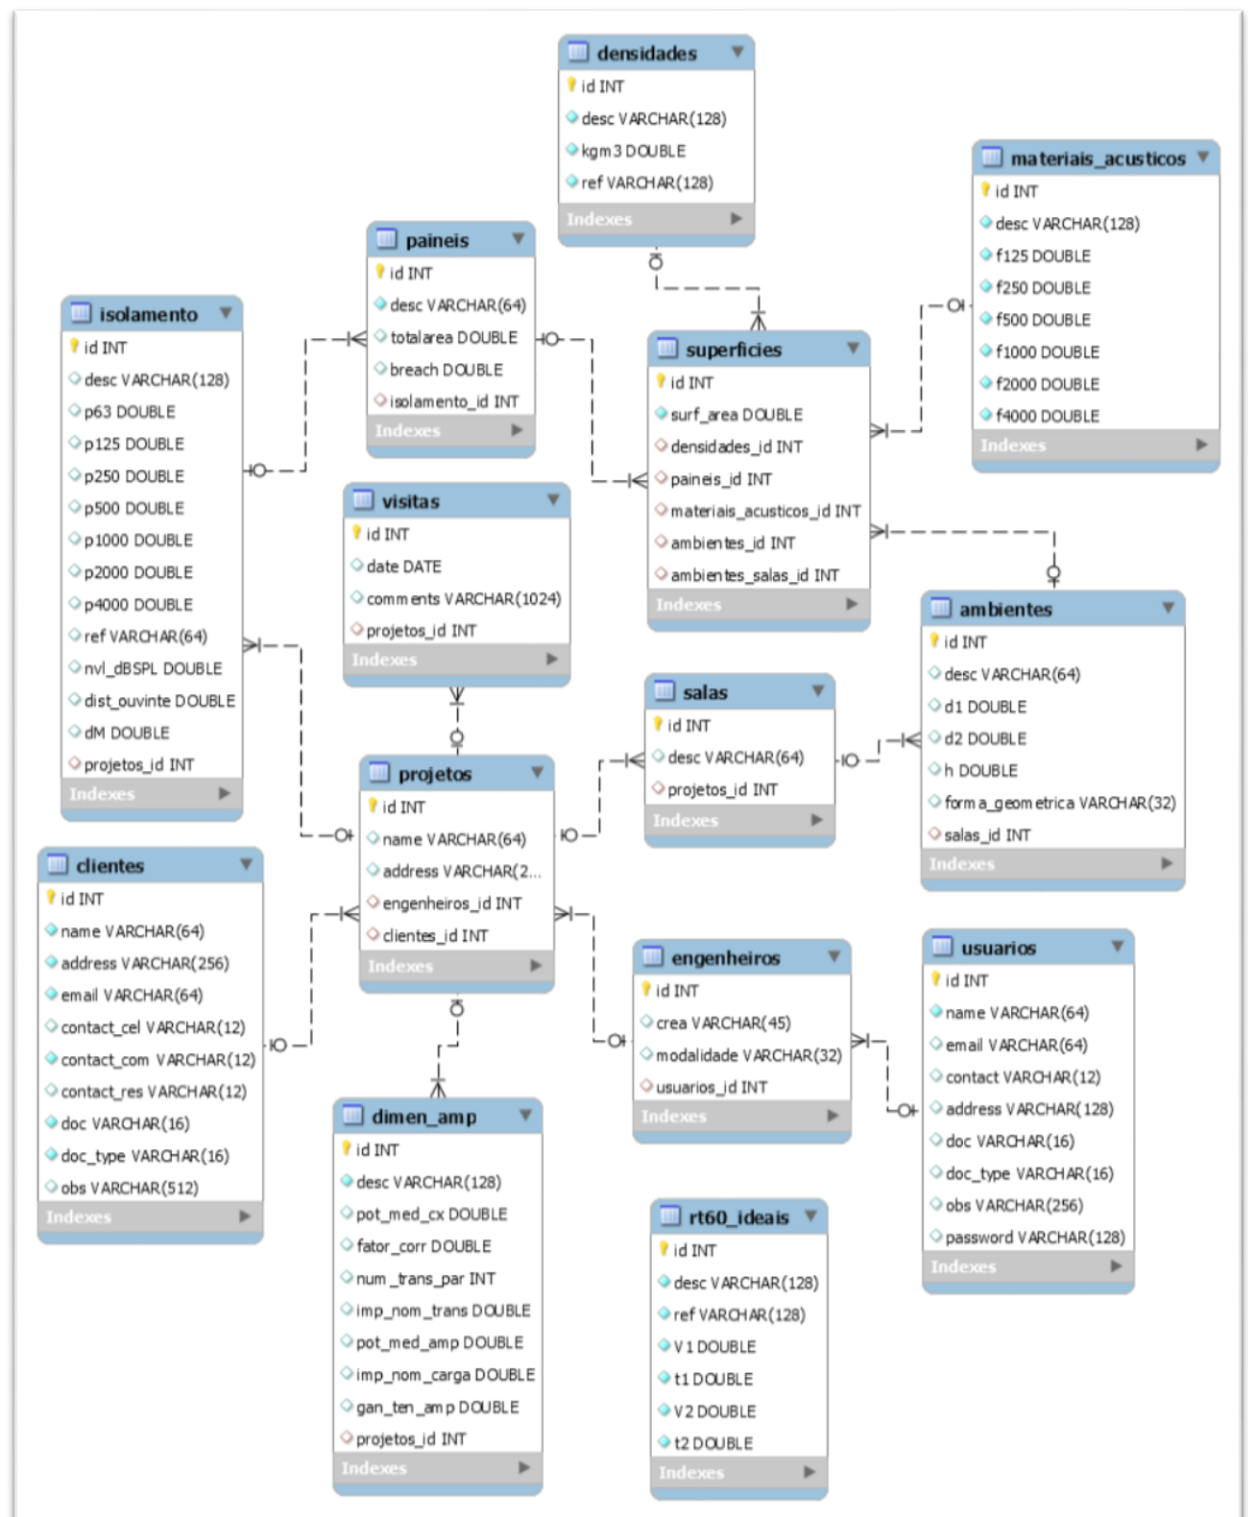 densidades
id INT
desc VARCHAR(128)
kgm3 DOUBLE
ref VARCHAR(128)
Indexes
materiais_acusticos
id INT
desc VARCHAR(128)
f125 DOUBLE
f250 DOUBLE
f500 DOUBLE
f1000 DOUBLE
f2000 DOUBLE
f4000 DOUBLE
Indexes
paineis
id INT
desc VARCHAR(64)
totalarea DOUBLE
breach DOUBLE
isolamento_id INT
Indexes
isolamento
id INT
desc VARCHAR(128)
p63 DOUBLE
p125 DOUBLE
p250 DOUBLE
p500 DOUBLE
p1000 DOUBLE
p2000 DOUBLE
p4000 DOUBLE
ref VARCHAR(64)
nvl_dBSPL DOUBLE
dist_ouvinte DOUBLE
dM DOUBLE
projetos_id INT
Indexes
superficies
id INT
surf_area DOUBLE
densidades_id INT
paineis_id INT
materiais_acusticos_id INT
ambientes_id INT
ambientes_salas_id INT
Indexes
visitas
id INT
date DATE
comments VARCHAR(1024)
projetos_id INT
Indexes
ambientes
id INT
desc VARCHAR(64)
d1 DOUBLE
d2 DOUBLE
h DOUBLE
forma_geometrica VARCHAR(32)
salas_id INT
Indexes
salas
id INT
desc VARCHAR(64)
projetos_id INT
Indexes
projetos
id INT
name VARCHAR(64)
address VARCHAR(2...
engenheiros_id INT
clientes_id INT
Indexes
clientes
id INT
name VARCHAR(64)
address VARCHAR(256)
email VARCHAR(64)
contact_cel VARCHAR(12)
contact_com VARCHAR(12)
contact_res VARCHAR(12)
doc VARCHAR(16)
doc_type VARCHAR(16)
obs VARCHAR(512)
Indexes
engenheiros
id INT
crea VARCHAR(45)
modalidade VARCHAR(32)
usuarios_id INT
Indexes
usuarios
id INT
name VARCHAR(64)
email VARCHAR(64)
contact VARCHAR(12)
address VARCHAR(128)
doc VARCHAR(16)
doc_type VARCHAR(16)
obs VARCHAR(256)
password VARCHAR(128)
Indexes
dimen_amp
id INT
desc VARCHAR(128)
pot_med_cx DOUBLE
fator_corr DOUBLE
num_trans_par INT
imp_nom_trans DOUBLE
pot_med_amp DOUBLE
imp_nom_carga DOUBLE
gan_ten_amp DOUBLE
projetos_id INT
Indexes
rt60_ideais
id INT
desc VARCHAR(128)
ref VARCHAR(128)
V1 DOUBLE
t1 DOUBLE
V2 DOUBLE
t2 DOUBLE
Indexes